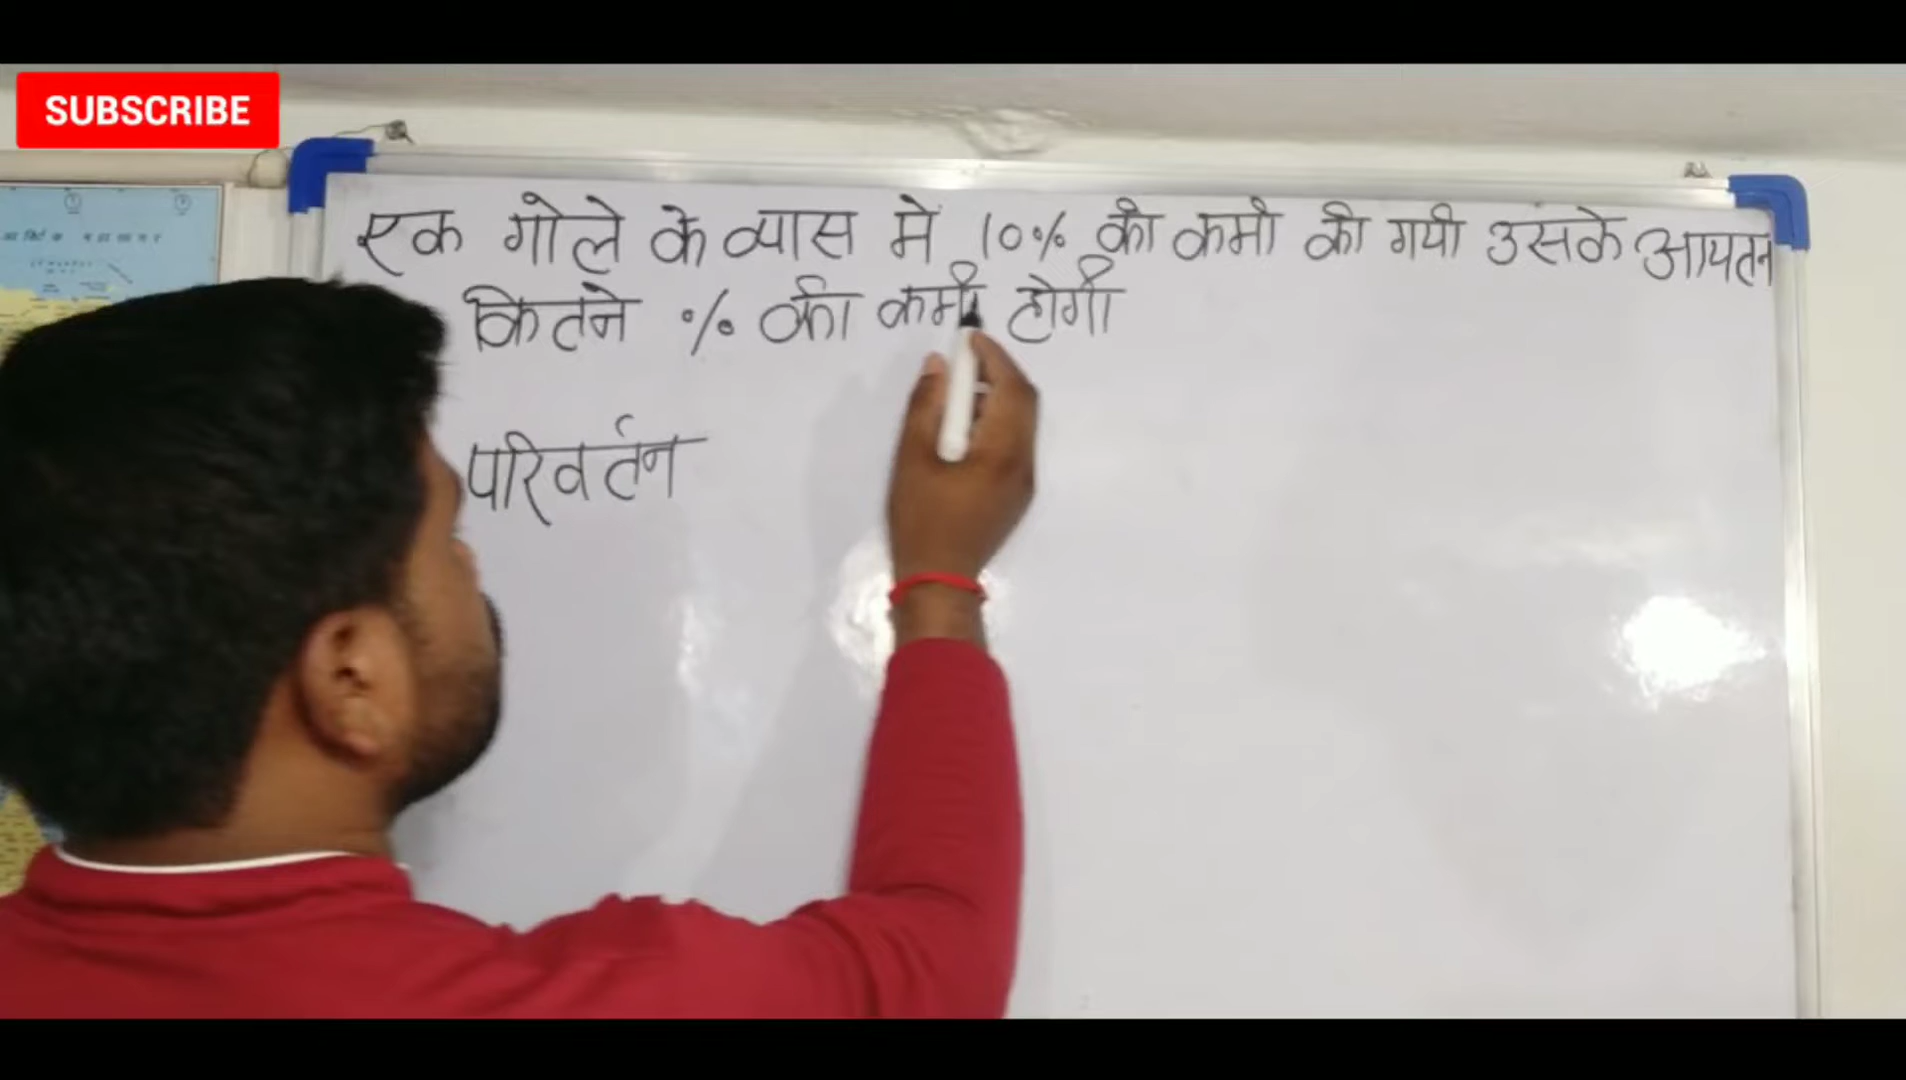 SUBSCRIBE
एक गोले के व्यास में 10% की कमी की गयी उसके आयतन
कितने % की कमी होगी
परिवर्तन